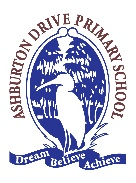 ASHBURTON DRIVE PRIMARY SCHOOL
Dream Believe Achieve